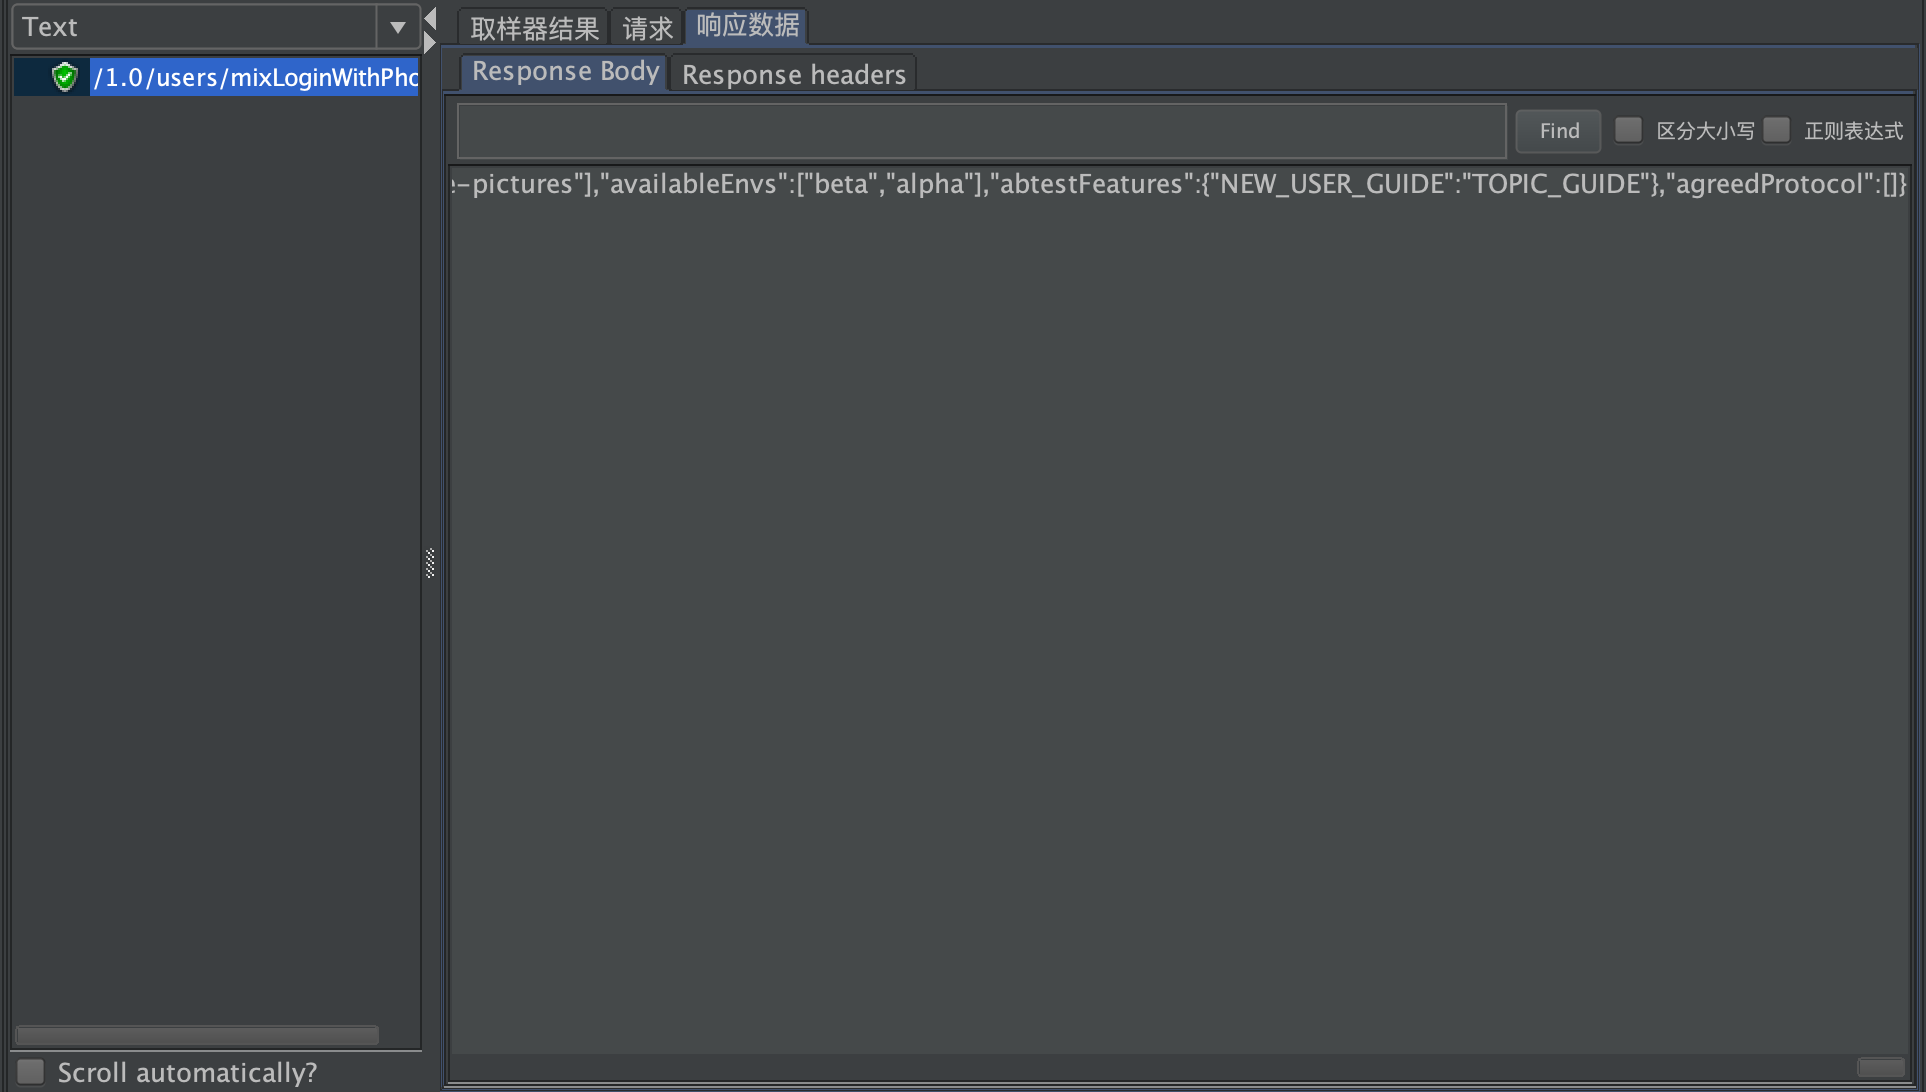 Text
/1.0/users/mixLoginWithPho
Scroll automatically?
取样器结果 请求 响应数据
Response Body Response headers
Find 区分大小写 正则表达式
e-pictures"],"availableEnvs":["beta","alpha"],"abtestFeatures":{"NEW_USER_GUIDE":"TOPIC_GUIDE"},"agreedProtocol":[]}